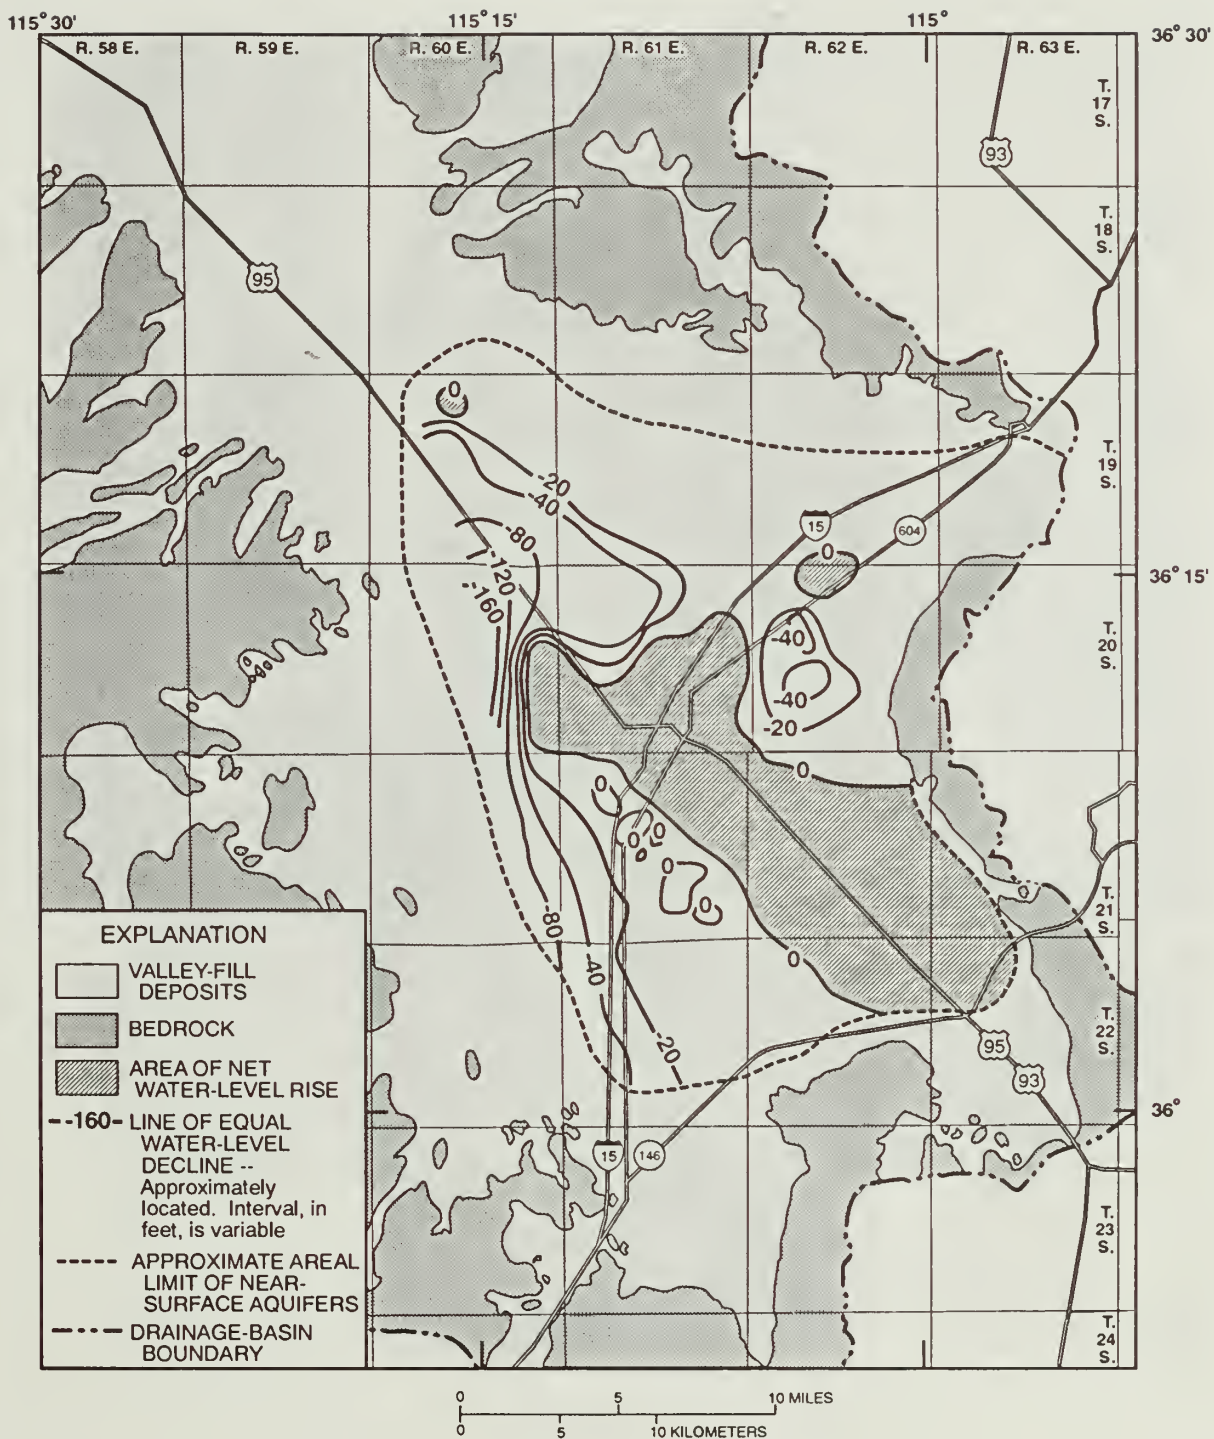 115° 30'
115° 15'
115°
36° 30'
R. 58 E.
R. 59 E.
R. 60 E.
R. 61 E.
R. 62 E.
R. 63 E.
T.
17
S.
93
T.
18
S.
95
0
T.
19
S.
-20
-40
15
604
-80
0
36° 15'
-120
-160
-40
T.
20
S.
-40
-20
0
0
0
0
0
0
T.
21
S.
-80
0
-40
T.
22
S.
-20
95
93
36°
15
146
T.
23
S.
T.
24
S.
EXPLANATION
VALLEY-FILL
DEPOSITS
BEDROCK
AREA OF NET
WATER-LEVEL RISE
-160- LINE OF EQUAL
WATER-LEVEL
DECLINE --
Approximately
located. Interval, in
feet, is variable
APPROXIMATE AREAL
LIMIT OF NEAR-
SURFACE AQUIFERS
DRAINAGE-BASIN
BOUNDARY
0 5 10 MILES
0 5 10 KILOMETERS